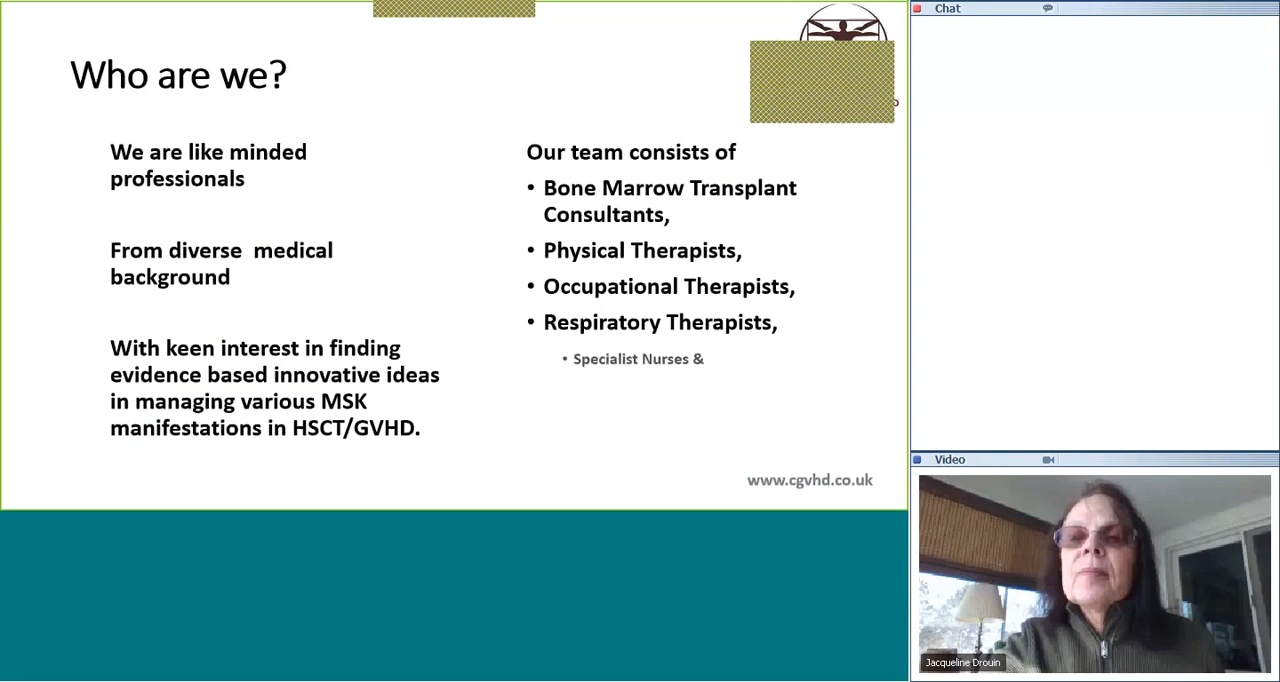 Who are we?
We are like minded
professionals
From diverse medical
background
With keen interest in finding
evidence based innovative ideas
in managing various MSK
manifestations in HSCT/GVHD.
Our team consists of
• Bone Marrow Transplant
Consultants,
• Physical Therapists,
• Occupational Therapists,
• Respiratory Therapists,
• Specialist Nurses &
www.cgvhd.co.uk
Chat
Video
Jacqueline Drouin